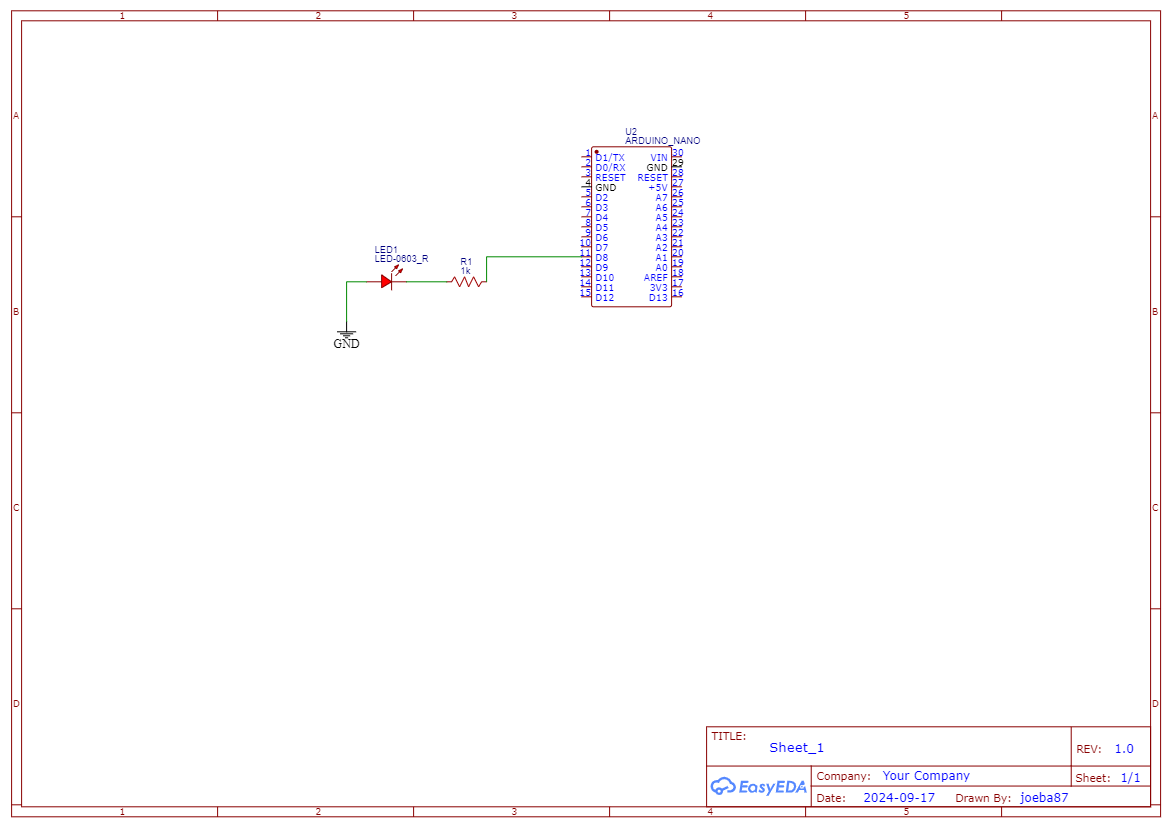 1 2 3 4 5
A A
U2
ARDUINO_NANO
1 D1/TX VIN 30
2 D0/RX GND 29
3 RESET RESET 28
4 GND +5V 27
5 D2 A7 26
6 D3 A6 25
7 D4 A5 24
8 D5 A4 23
9 D6 A3 22
10 D7 A2 21
11 D8 A1 20
12 D9 A0 19
13 D10 AREF 18
14 D11 3V3 17
15 D12 D13 16
LED1
LED-0603_R
R1
1k
B B
GND
C C
D D
TITLE:
Sheet_1
REV: 1.0
EasyEDA
Company: Your Company
Sheet: 1/1
Date: 2024-09-17 Drawn By: joeba87
1 2 3 4 5